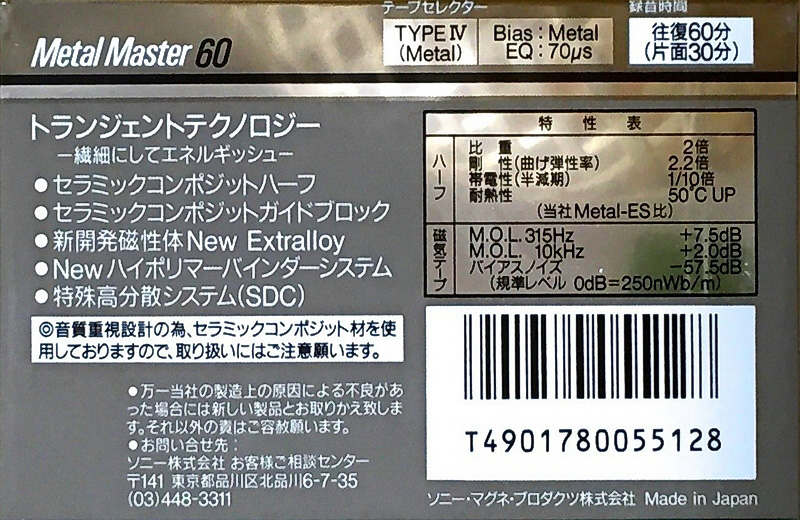 テープセレクター
録音時間
Metal Master 60
TYPE Ⅳ
(Metal)
Bias : Metal
EQ : 70μs
往復60分
(片面30分)
トランジェントテクノロジー
―繊細にしてエネルギッシュ―
●セラミックコンポジットハーフ
●セラミックコンポジットガイドブロック
●新開発磁性体New Extralloy
●Newハイポリマーバインダーシステム
●特殊高分散システム(SDC)
◎音質重視設計の為、セラミックコンポジット材を使
用しておりますので、取り扱いにはご注意願います。
●万一当社の製造上の原因による不良があ
った場合には新しい製品とお取りかえ致しま
す。それ以外の責はご容赦願います。
●お問い合せ先：
ソニー株式会社 お客様ご相談センター
〒141 東京都品川区北品川6-7-35
(03)448-3311
特性表
ハーフ
比重 2倍
剛性(曲げ弾性率) 2.2倍
帯電性(半減期) 1/10倍
耐熱性 50℃ UP
(当社Metal-ES比)
磁気テープ
M.O.L. 315Hz +7.5dB
M.O.L. 10kHz +2.0dB
バイアスノイズ −57.5dB
(規準レベル 0dB=250nWb/m)
T4901780055128
ソニー・マグネ・プロダクツ株式会社 Made in Japan